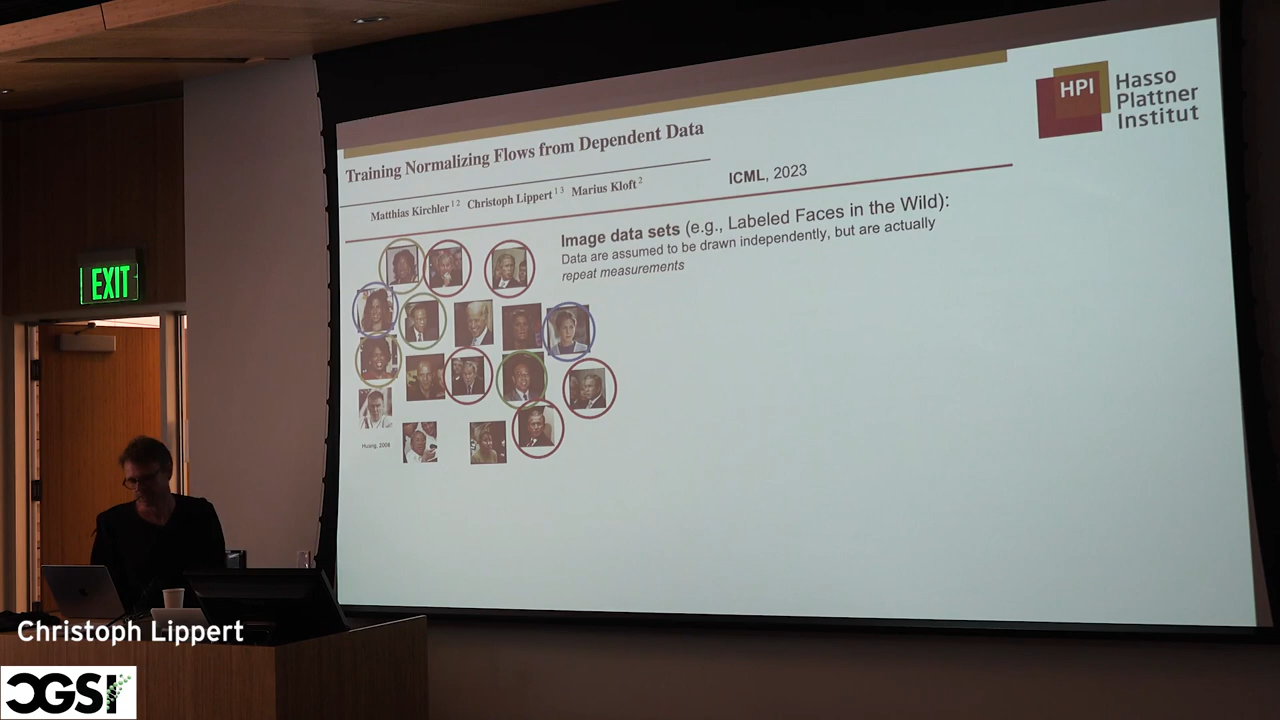 HPI
Hasso
Plattner
Institut
Training Normalizing Flows from Dependent Data
Matthias Kirchler 1 2 Christoph Lippert 1 3 Marius Kloft 2
ICML, 2023
Image data sets (e.g., Labeled Faces in the Wild):
Data are assumed to be drawn independently, but are actually
repeat measurements
Huang, 2008
EXIT
Christoph Lippert
CGSI